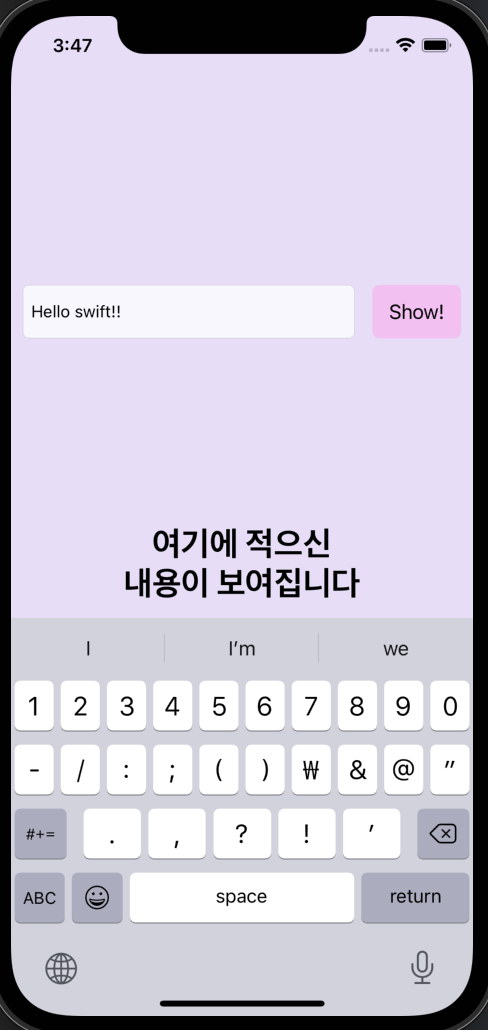 3:47
Hello swift!!
Show!
여기에 적으신
내용이 보여집니다
I
I’m
we
1 2 3 4 5 6 7 8 9 0
- / : ; ( ) ₩ & @ ”
#+= . , ? ! ’
ABC space return